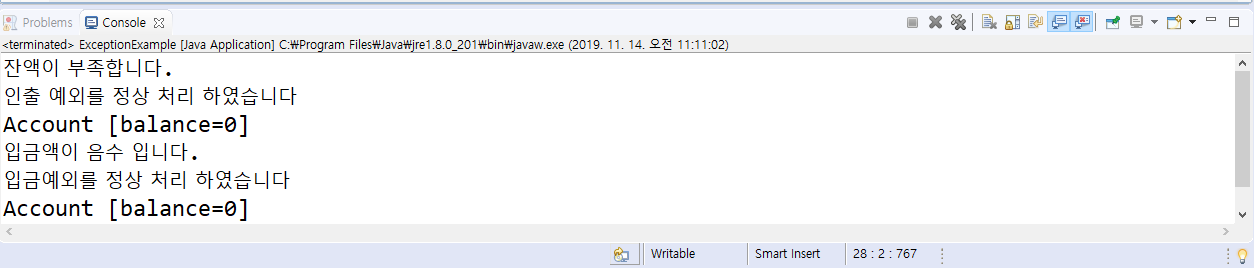 Problems Console
<terminated> ExceptionExample [Java Application] C:₩Program Files₩Java₩jre1.8.0_201₩bin₩javaw.exe (2019. 11. 14. 오전 11:11:02)
잔액이 부족합니다.
인출 예외를 정상 처리 하였습니다
Account [balance=0]
입금액이 음수 입니다.
입금예외를 정상 처리 하였습니다
Account [balance=0]
Writable Smart Insert 28 : 2 : 767